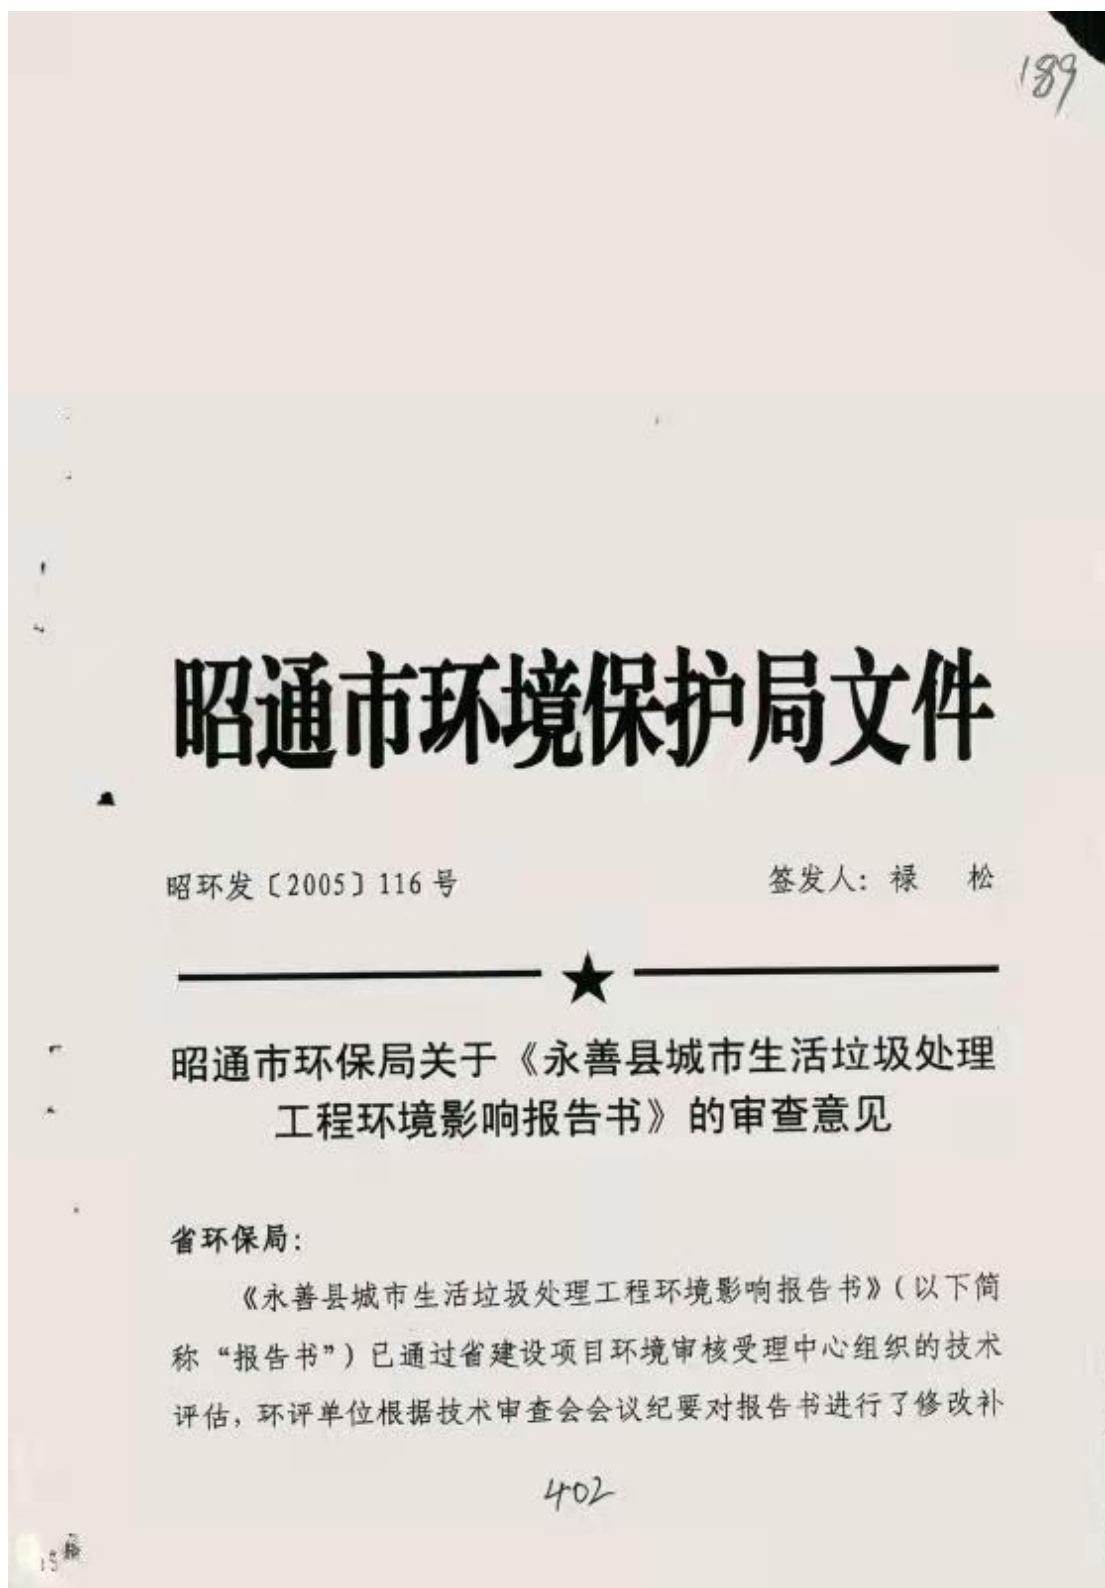 189
昭通市环境保护局文件
昭环发〔2005〕116号 签发人：禄 松
昭通市环保局关于《永善县城市生活垃圾处理
工程环境影响报告书》的审查意见
省环保局：
《永善县城市生活垃圾处理工程环境影响报告书》（以下简
称“报告书”）已通过省建设项目环境审核受理中心组织的技术
评估，环评单位根据技术审查会会议纪要对报告书进行了修改补
402